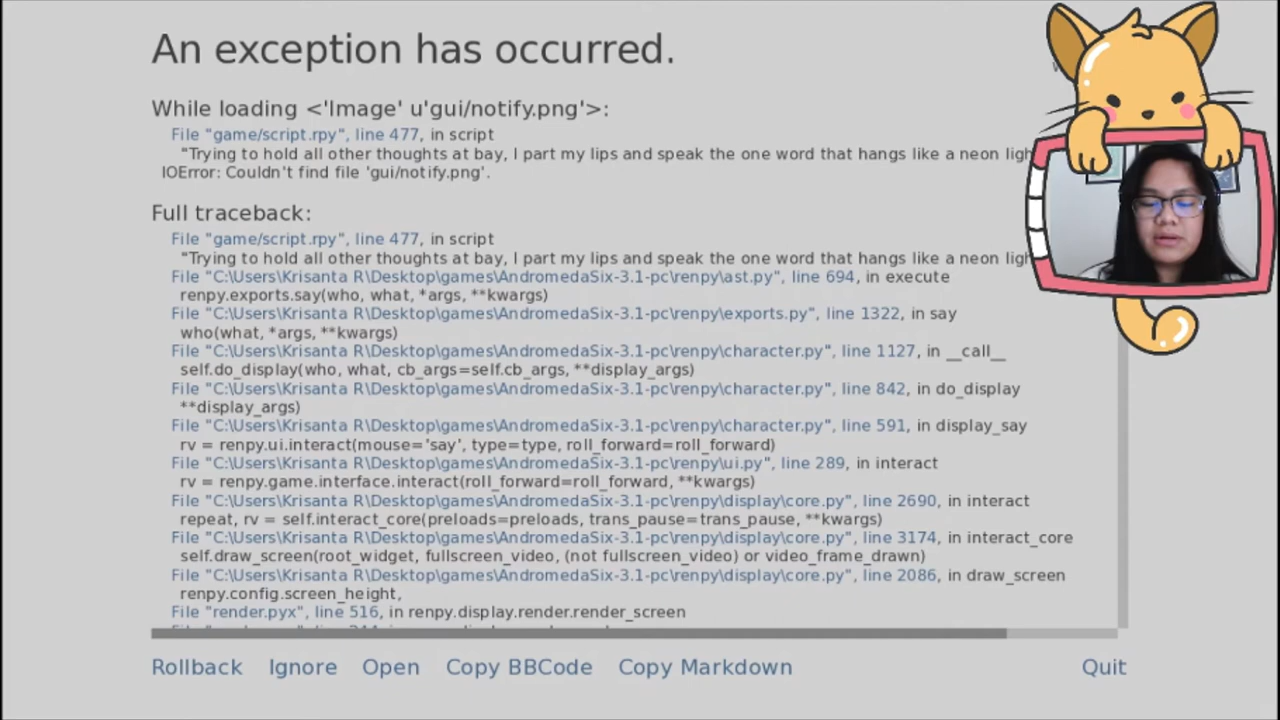 An exception has occurred.
While loading <'Image' u'gui/notify.png'>:
File "game/script.rpy", line 477, in script
"Trying to hold all other thoughts at bay, I part my lips and speak the one word that hangs like a neon ligh
IOError: Couldn't find file 'gui/notify.png'.
Full traceback:
File "game/script.rpy", line 477, in script
"Trying to hold all other thoughts at bay, I part my lips and speak the one word that hangs like a neon ligh
File "C:\Users\Krisanta R\Desktop\games\AndromedaSix-3.1-pc\renpy\ast.py", line 694, in execute
renpy.exports.say(who, what, *args, **kwargs)
File "C:\Users\Krisanta R\Desktop\games\AndromedaSix-3.1-pc\renpy\exports.py", line 1322, in say
who(what, *args, **kwargs)
File "C:\Users\Krisanta R\Desktop\games\AndromedaSix-3.1-pc\renpy\character.py", line 1127, in __call__
self.do_display(who, what, cb_args=self.cb_args, **display_args)
File "C:\Users\Krisanta R\Desktop\games\AndromedaSix-3.1-pc\renpy\character.py", line 842, in do_display
**display_args)
File "C:\Users\Krisanta R\Desktop\games\AndromedaSix-3.1-pc\renpy\character.py", line 591, in display_say
rv = renpy.ui.interact(mouse='say', type=type, roll_forward=roll_forward)
File "C:\Users\Krisanta R\Desktop\games\AndromedaSix-3.1-pc\renpy\ui.py", line 289, in interact
rv = renpy.game.interface.interact(roll_forward=roll_forward, **kwargs)
File "C:\Users\Krisanta R\Desktop\games\AndromedaSix-3.1-pc\renpy\display\core.py", line 2690, in interact
repeat, rv = self.interact_core(preloads=preloads, trans_pause=trans_pause, **kwargs)
File "C:\Users\Krisanta R\Desktop\games\AndromedaSix-3.1-pc\renpy\display\core.py", line 3174, in interact_core
self.draw_screen(root_widget, fullscreen_video, (not fullscreen_video) or video_frame_drawn)
File "C:\Users\Krisanta R\Desktop\games\AndromedaSix-3.1-pc\renpy\display\core.py", line 2086, in draw_screen
renpy.config.screen_height,
File "render.pyx", line 516, in renpy.display.render.render_screen
Rollback Ignore Open Copy BBCode Copy Markdown Quit